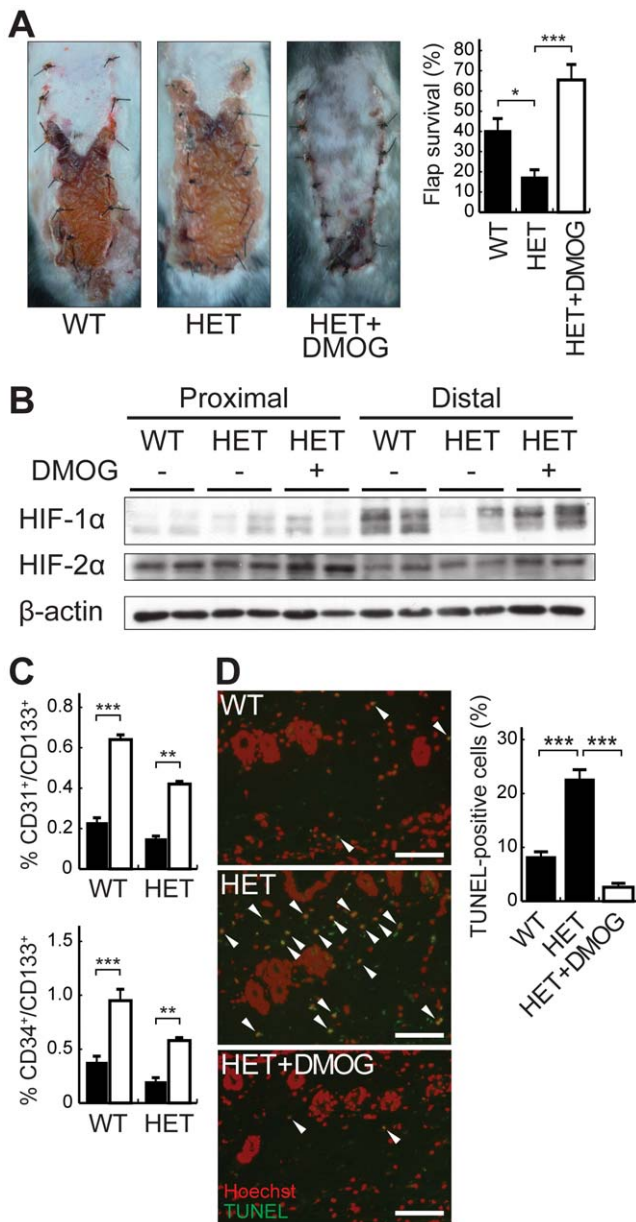 A
WT
HET
HET+
DMOG
Flap survival (%)
80
70
60
50
40
30
20
10
0
*
***
WT
HET
HET+DMOG
B
Proximal Distal
WT HET HET WT HET HET
DMOG - - + - - +
HIF-1α
HIF-2α
β-actin
C
% CD31+/CD133+
0.8
0.6
0.4
0.2
0
***
**
WT HET
% CD34+/CD133+
1.5
1.0
0.5
0
***
**
WT HET
D
WT
HET
HET+DMOG
Hoechst
TUNEL
TUNEL-positive cells (%)
30
20
10
0
*** ***
WT
HET
HET+DMOG